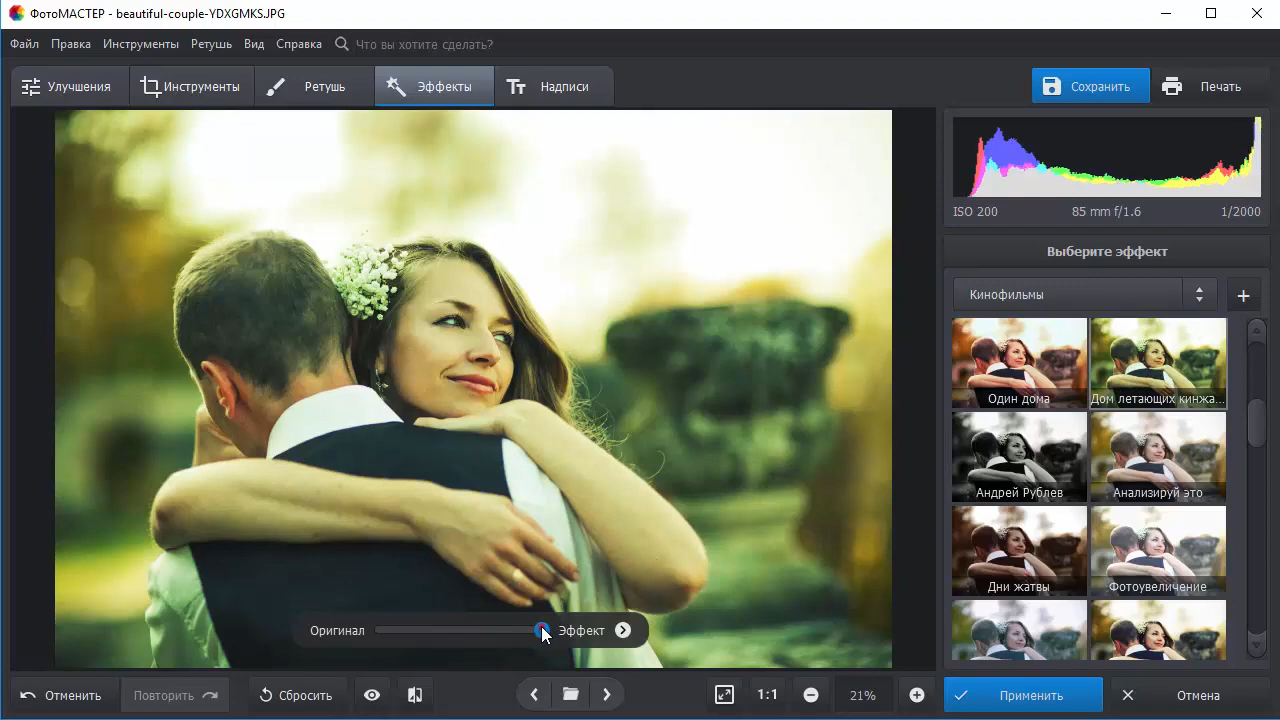 ФотоМАСТЕР - beautiful-couple-YDXGMKS.JPG
Файл Правка Инструменты Ретушь Вид Справка Что вы хотите сделать?
Улучшения Инструменты Ретушь Эффекты Надписи Сохранить Печать
ISO 200 85 mm f/1.6 1/2000
Выберите эффект
Кинофильмы
Один дома Дом летающих кинжа...
Андрей Рублев Анализируй это
Дни жатвы Фотоувеличение
Оригинал Эффект
Отменить Повторить Сбросить 1:1 21% Применить Отмена